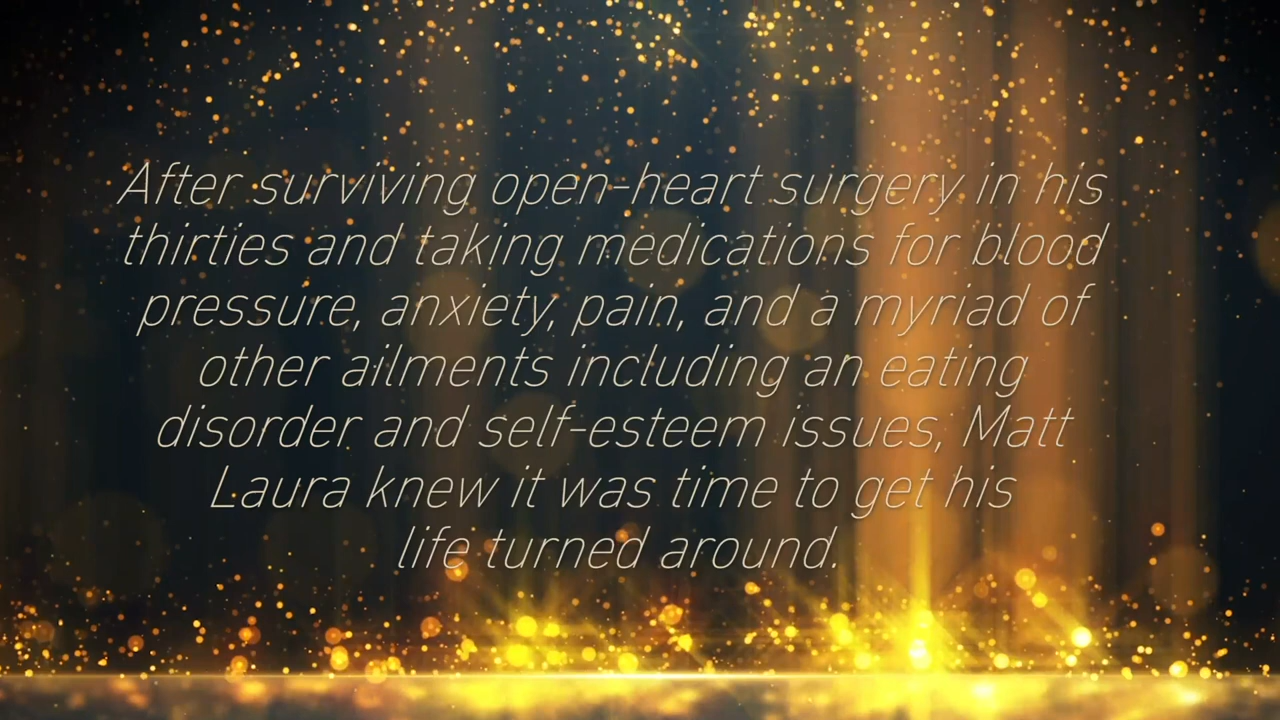 After surviving open-heart surgery in his
thirties and taking medications for blood
pressure, anxiety, pain, and a myriad of
other ailments including an eating
disorder and self-esteem issues, Matt
Laura knew it was time to get his
life turned around.